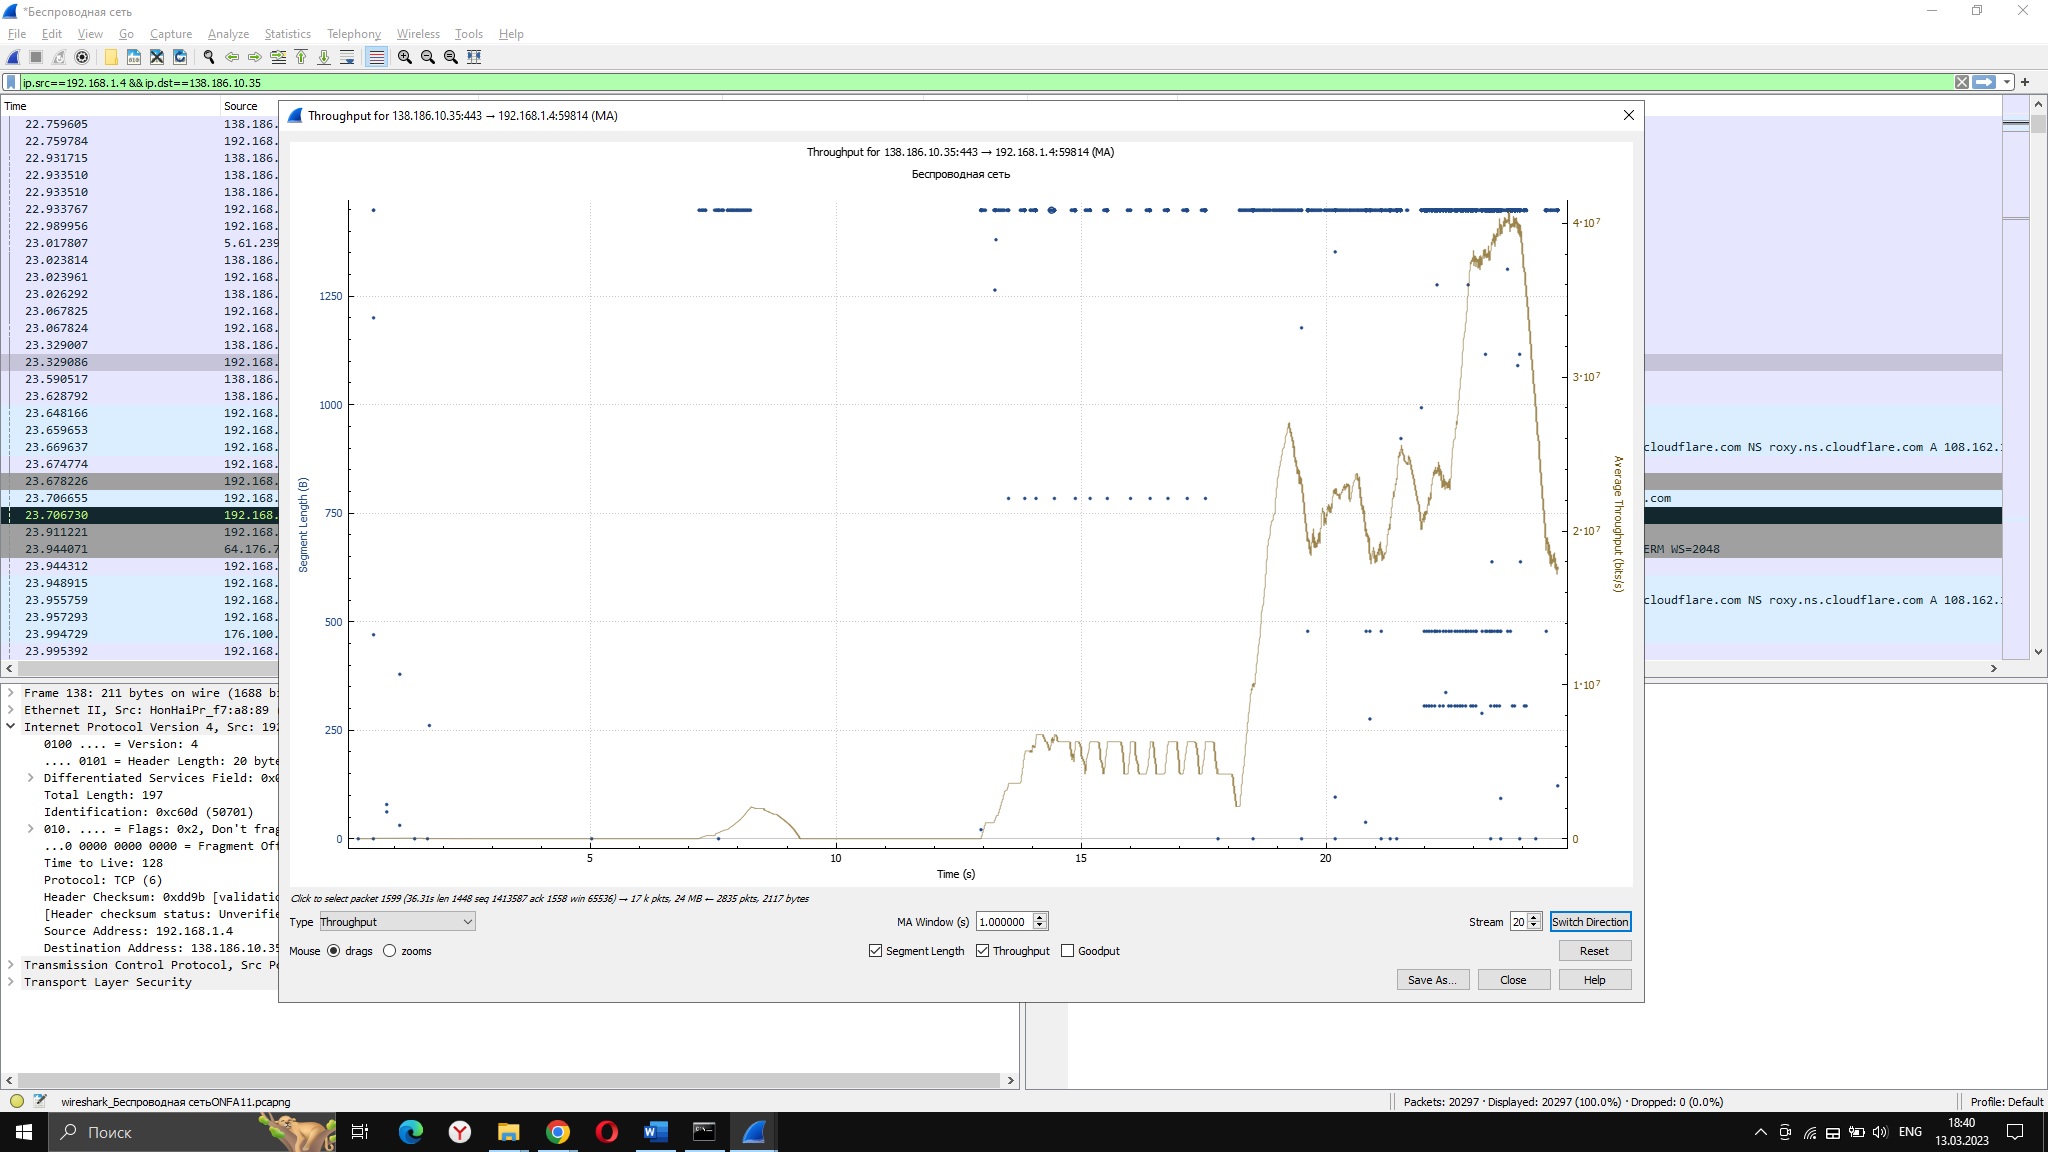 *Беспроводная сеть
File Edit View Go Capture Analyze Statistics Telephony Wireless Tools Help
ip.src==192.168.1.4 && ip.dst==138.186.10.35
Time Source
22.759605 138.186.
22.759784 192.168.
22.931715 138.186.
22.933510 138.186.
22.933510 138.186.
22.933767 192.168.
22.989956 192.168.
23.017807 5.61.239
23.023814 138.186.
23.023961 192.168.
23.026292 138.186.
23.067825 192.168.
23.067824 192.168.
23.329007 138.186.
23.329086 192.168.
23.590517 138.186.
23.628792 138.186.
23.648166 192.168.
23.659653 192.168.
23.669637 192.168. cloudflare.com NS roxy.ns.cloudflare.com A 108.162.
23.674774 192.168.
23.678226 192.168.
23.706655 192.168. .com
23.706730 192.168.
23.911221 192.168.
23.944071 64.176.7 ERM WS=2048
23.944312 192.168.
23.948915 192.168.
23.955759 192.168. cloudflare.com NS roxy.ns.cloudflare.com A 108.162.
23.957293 192.168.
23.994729 176.100.
23.995392 192.168.
Throughput for 138.186.10.35:443 → 192.168.1.4:59814 (MA)
Throughput for 138.186.10.35:443 → 192.168.1.4:59814 (MA)
Беспроводная сеть
Segment Length (B)
1250
1000
750
500
250
0
4·10⁷
3·10⁷
2·10⁷
1·10⁷
0
Average Throughput (bits/s)
5 10 15 20
Time (s)
Click to select packet 1599 (36.31s len 1448 seq 1413587 ack 1558 win 65536) → 17 k pkts, 24 MB ← 2835 pkts, 2117 bytes
Type Throughput MA Window (s) 1.000000 Stream 20 Switch Direction
Mouse drags zooms Segment Length Throughput Goodput Reset
Save As... Close Help
Frame 138: 211 bytes on wire (1688 bi
Ethernet II, Src: HonHaiPr_f7:a8:89 (
Internet Protocol Version 4, Src: 192
0100 .... = Version: 4
.... 0101 = Header Length: 20 byte
Differentiated Services Field: 0x0
Total Length: 197
Identification: 0xc60d (50701)
010. .... = Flags: 0x2, Don't frag
...0 0000 0000 0000 = Fragment Off
Time to Live: 128
Protocol: TCP (6)
Header Checksum: 0xdd9b [validatio
[Header checksum status: Unverifie
Source Address: 192.168.1.4
Destination Address: 138.186.10.35
Transmission Control Protocol, Src Po
Transport Layer Security
wireshark_Беспроводная сетьONFA11.pcapng Packets: 20297 · Displayed: 20297 (100.0%) · Dropped: 0 (0.0%) Profile: Default
Поиск ENG 18:40
13.03.2023